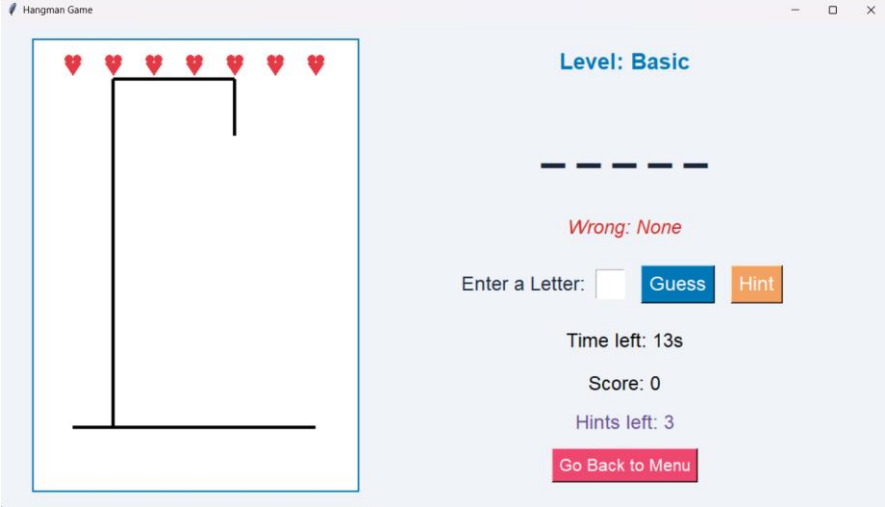 Hangman Game
Level: Basic
_ _ _ _ _
Wrong: None
Enter a Letter: Guess Hint
Time left: 13s
Score: 0
Hints left: 3
Go Back to Menu